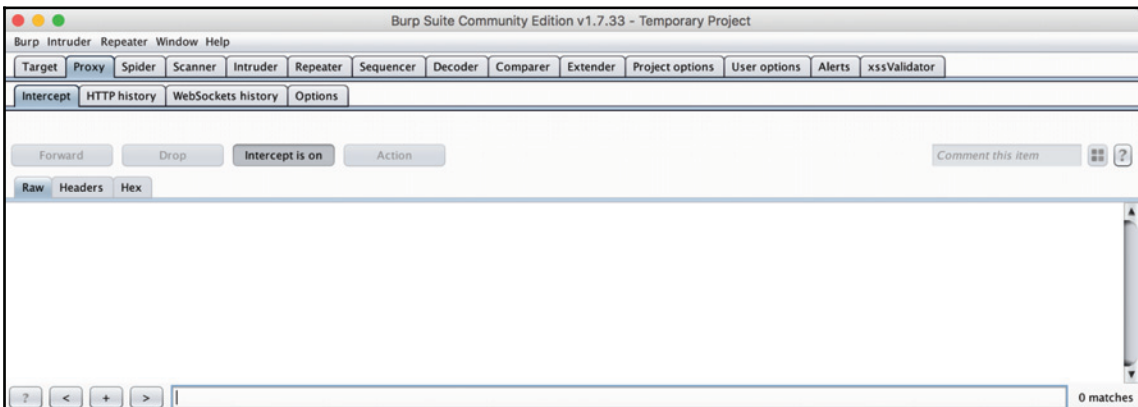 Burp Suite Community Edition v1.7.33 - Temporary Project
Burp Intruder Repeater Window Help
Target Proxy Spider Scanner Intruder Repeater Sequencer Decoder Comparer Extender Project options User options Alerts xssValidator
Intercept HTTP history WebSockets history Options
Forward Drop Intercept is on Action Comment this item ?
Raw Headers Hex
? < + > 0 matches